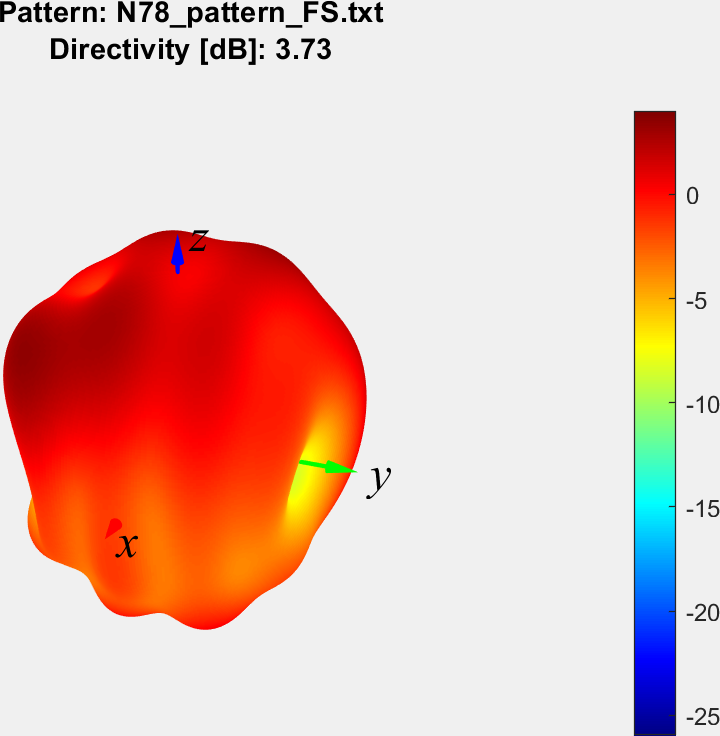 Pattern: N78_pattern_FS.txt
Directivity [dB]: 3.73
z
y
x
0
-5
-10
-15
-20
-25